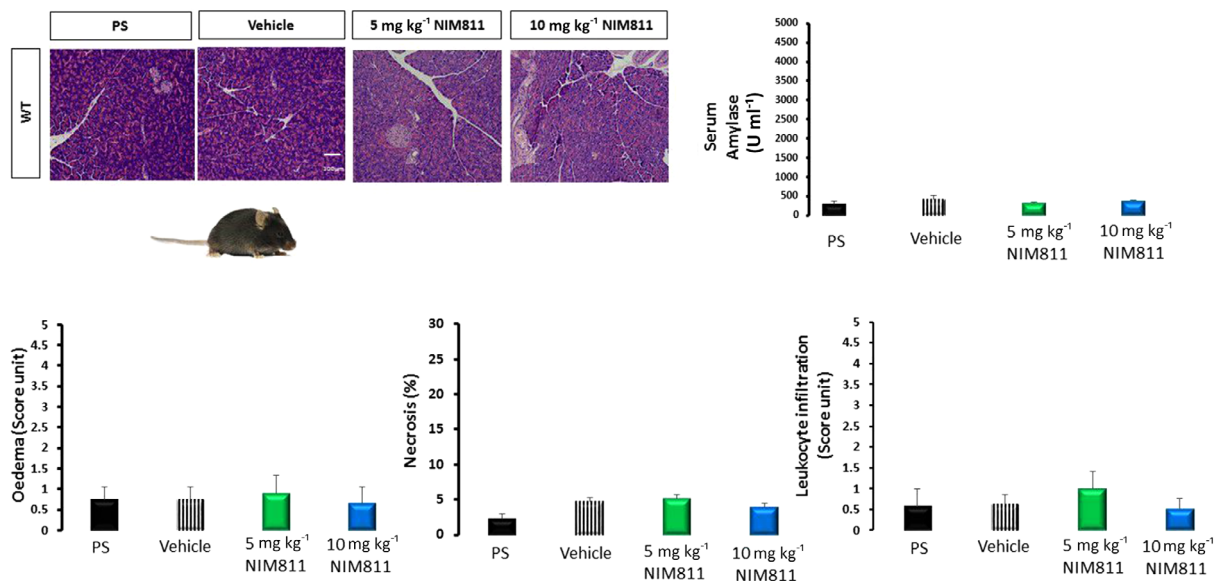 PS
Vehicle
5 mg kg⁻¹ NIM811
10 mg kg⁻¹ NIM811
WT
100µm
Serum
Amylase
(U ml⁻¹)
5000
4500
4000
3500
3000
2500
2000
1500
1000
500
0
PS
Vehicle
5 mg kg⁻¹
NIM811
10 mg kg⁻¹
NIM811
Oedema (Score unit)
5
4.5
4
3.5
3
2.5
2
1.5
1
0.5
0
PS
Vehicle
5 mg kg⁻¹
NIM811
10 mg kg⁻¹
NIM811
Necrosis (%)
30
25
20
15
10
5
0
PS
Vehicle
5 mg kg⁻¹
NIM811
10 mg kg⁻¹
NIM811
Leukocyte infiltration
(Score unit)
5
4.5
4
3.5
3
2.5
2
1.5
1
0.5
0
PS
Vehicle
5 mg kg⁻¹
NIM811
10 mg kg⁻¹
NIM811